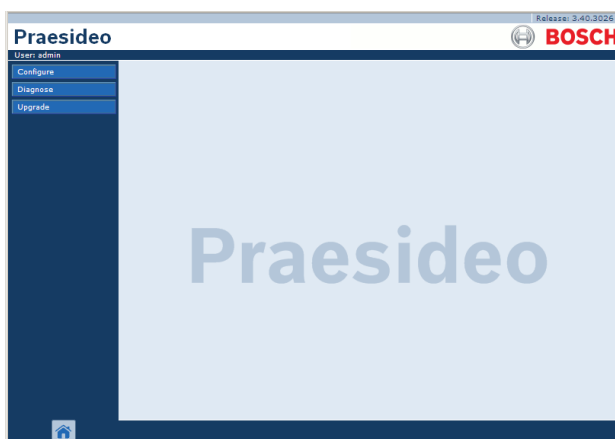 Release: 3.40.3026
Praesideo
BOSCH
User: admin
Configure
Diagnose
Upgrade
Praesideo